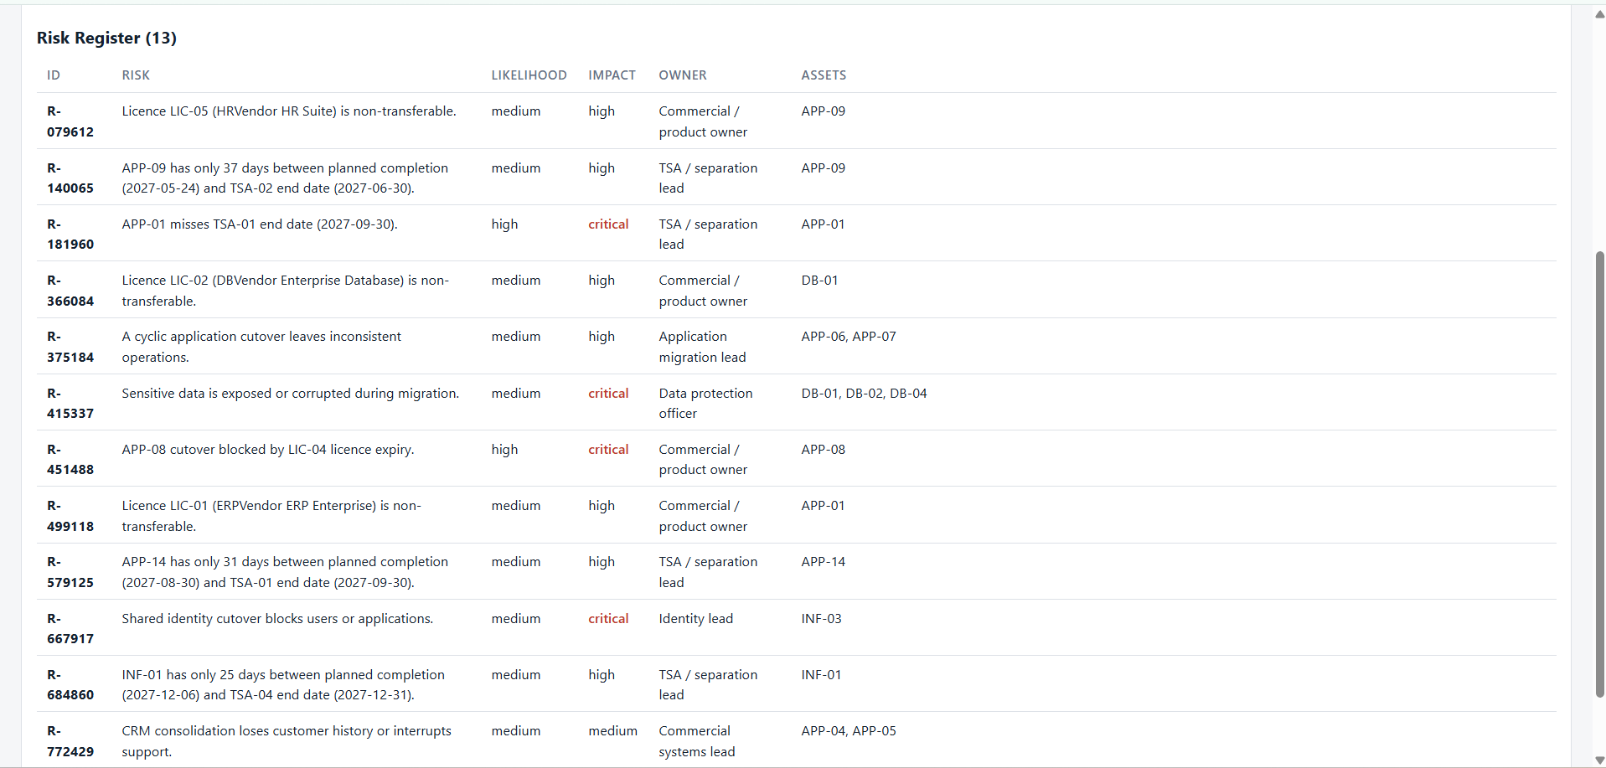 Risk Register (13)
ID RISK LIKELIHOOD IMPACT OWNER ASSETS
R- Licence LIC-05 (HRVendor HR Suite) is non-transferable. medium high Commercial / APP-09
079612 product owner
R- APP-09 has only 37 days between planned completion medium high TSA / separation APP-09
140065 (2027-05-24) and TSA-02 end date (2027-06-30). lead
R- APP-01 misses TSA-01 end date (2027-09-30). high critical TSA / separation APP-01
181960 lead
R- Licence LIC-02 (DBVendor Enterprise Database) is non- medium high Commercial / DB-01
366084 transferable. product owner
R- A cyclic application cutover leaves inconsistent medium high Application APP-06, APP-07
375184 operations. migration lead
R- Sensitive data is exposed or corrupted during migration. medium critical Data protection DB-01, DB-02, DB-04
415337 officer
R- APP-08 cutover blocked by LIC-04 licence expiry. high critical Commercial / APP-08
451488 product owner
R- Licence LIC-01 (ERPVendor ERP Enterprise) is non- medium high Commercial / APP-01
499118 transferable. product owner
R- APP-14 has only 31 days between planned completion medium high TSA / separation APP-14
579125 (2027-08-30) and TSA-01 end date (2027-09-30). lead
R- Shared identity cutover blocks users or applications. medium critical Identity lead INF-03
667917
R- INF-01 has only 25 days between planned completion medium high TSA / separation INF-01
684860 (2027-12-06) and TSA-04 end date (2027-12-31). lead
R- CRM consolidation loses customer history or interrupts medium medium Commercial APP-04, APP-05
772429 support. systems lead